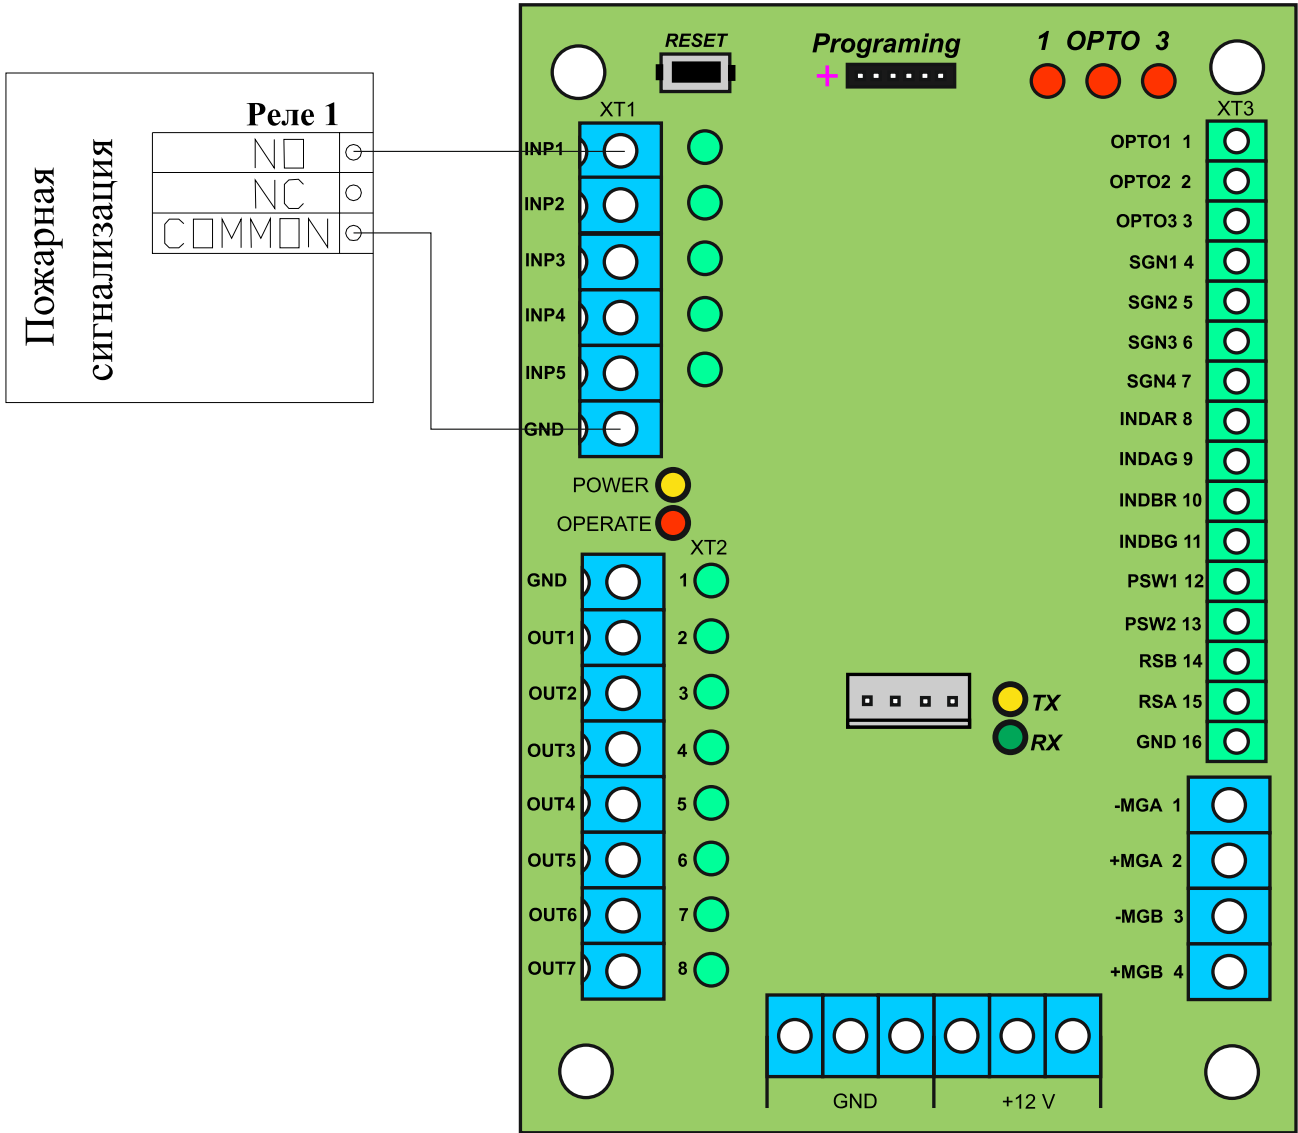 Пожарная
сигнализация
Реле 1
NO
NC
COMMON
RESET
Programing
+
1 OPTO 3
XT1
INP1
INP2
INP3
INP4
INP5
GND
POWER
OPERATE
XT2
GND 1
OUT1 2
OUT2 3
OUT3 4
OUT4 5
OUT5 6
OUT6 7
OUT7 8
XT3
OPTO1 1
OPTO2 2
OPTO3 3
SGN1 4
SGN2 5
SGN3 6
SGN4 7
INDAR 8
INDAG 9
INDBR 10
INDBG 11
PSW1 12
PSW2 13
RSB 14
RSA 15
GND 16
TX
RX
-MGA 1
+MGA 2
-MGB 3
+MGB 4
GND
+12 V